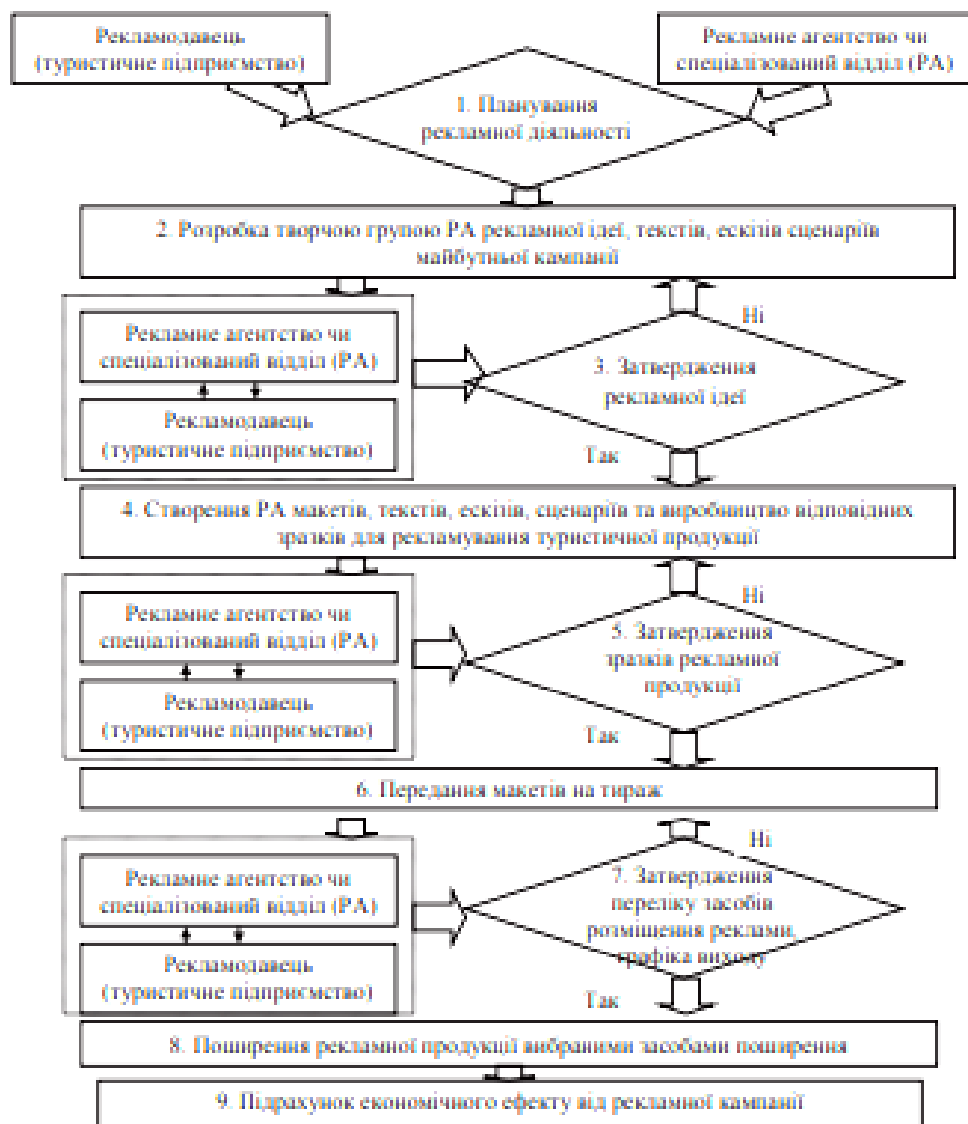 Рекламодавець
(туристичне підприємство)
Рекламне агентство чи
спеціалізований відділ (РА)
1. Планування
рекламної діяльності
2. Розробка творчою групою РА рекламної ідеї, текстів, ескізів сценаріїв
майбутньої кампанії
Рекламне агентство чи
спеціалізований відділ (РА)
Рекламодавець
(туристичне підприємство)
Ні
3. Затвердження
рекламної ідеї
Так
4. Створення РА макетів, текстів, ескізів, сценаріїв та виробництво відповідних
зразків для рекламування туристичної продукції
Рекламне агентство чи
спеціалізований відділ (РА)
Рекламодавець
(туристичне підприємство)
Ні
5. Затвердження
зразків рекламної
продукції
Так
6. Передання макетів на тираж
Рекламне агентство чи
спеціалізований відділ (РА)
Рекламодавець
(туристичне підприємство)
Ні
7. Затвердження
переліку засобів
розміщення реклами,
графіка виходу
Так
8. Поширення рекламної продукції вибраними засобами поширення
9. Підрахунок економічного ефекту від рекламної кампанії